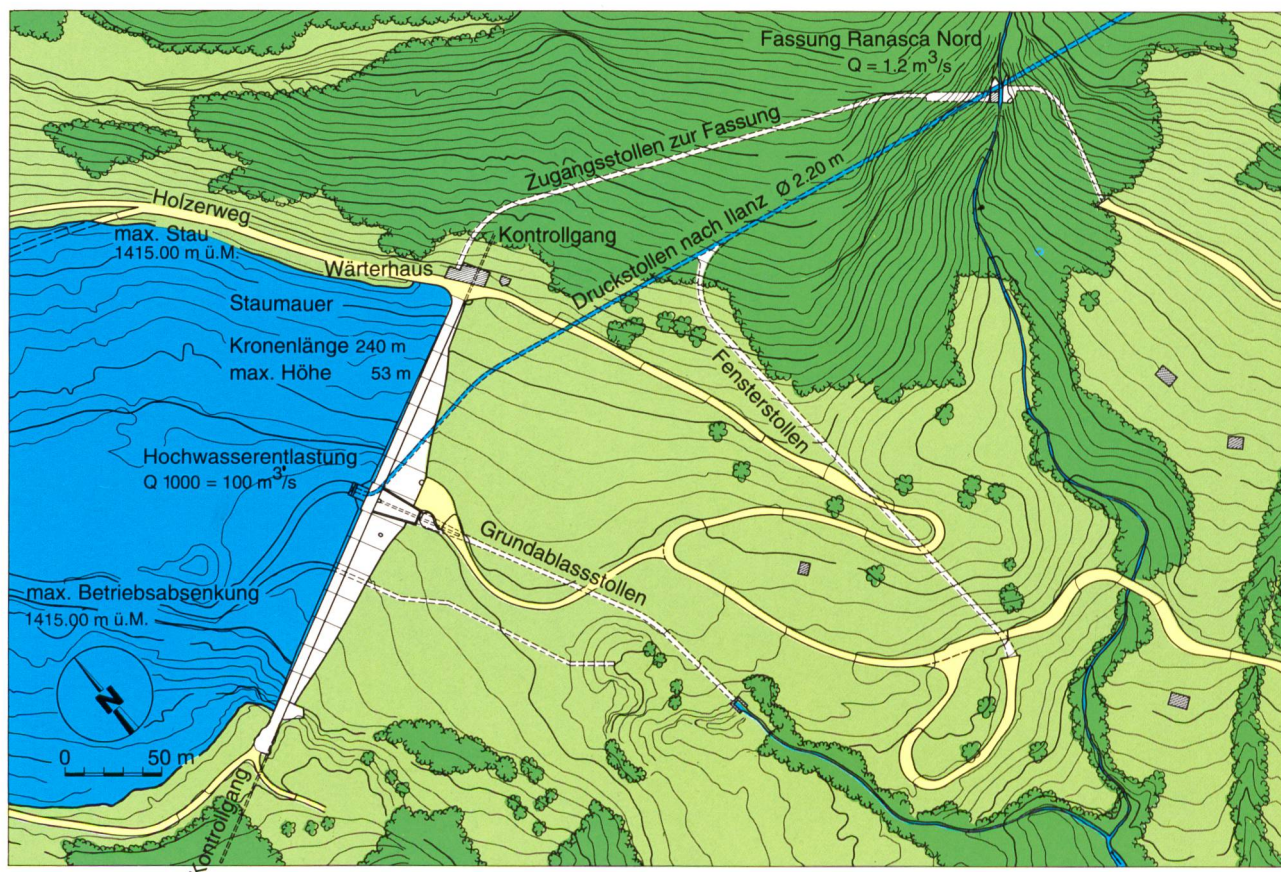 Fassung Ranasca Nord
Q = 1.2 m³/s
Zugangsstollen zur Fassung
Druckstollen nach Ilanz Ø 2.20 m
Holzerweg
max. Stau
1415.00 m ü.M.
Kontrollgang
Wärterhaus
Staumauer
Kronenlänge 240 m
max. Höhe 53 m
Fensterstollen
Hochwasserentlastung
Q 1000 = 100 m³'/s
Grundablassstollen
max. Betriebsabsenkung
1415.00 m ü.M.
N
0 50 m
Kontrollgang